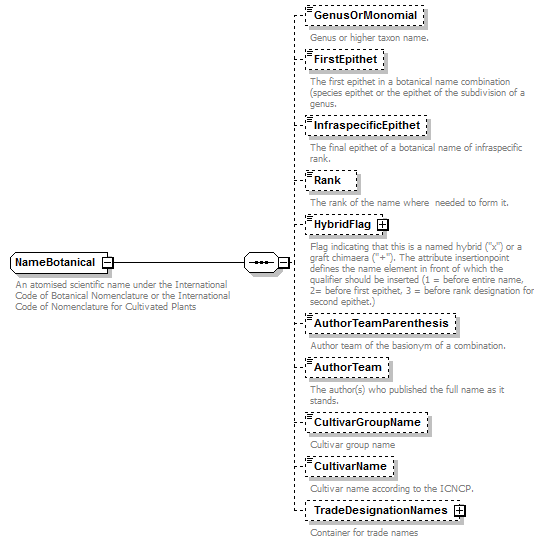 GenusOrMonomial
Genus or higher taxon name.
FirstEpithet
The first epithet in a botanical name combination
(species epithet or the epithet of the subdivision of a
genus.
InfraspecificEpithet
The final epithet of a botanical name of infraspecific
rank.
Rank
The rank of the name where  needed to form it.
HybridFlag
Flag indicating that this is a named hybrid ("x") or a
graft chimaera ("+"). The attribute insertionpoint
defines the name element in front of which the
qualifier should be inserted (1 = before entire name,
2= before first epithet, 3 = before rank designation for
second epithet.)
NameBotanical
An atomised scientific name under the International
Code of Botanical Nomenclature or the International
Code of Nomenclature for Cultivated Plants
AuthorTeamParenthesis
Author team of the basionym of a combination.
AuthorTeam
The author(s) who published the full name as it
stands.
CultivarGroupName
Cultivar group name
CultivarName
Cultivar name according to the ICNCP.
TradeDesignationNames
Container for trade names